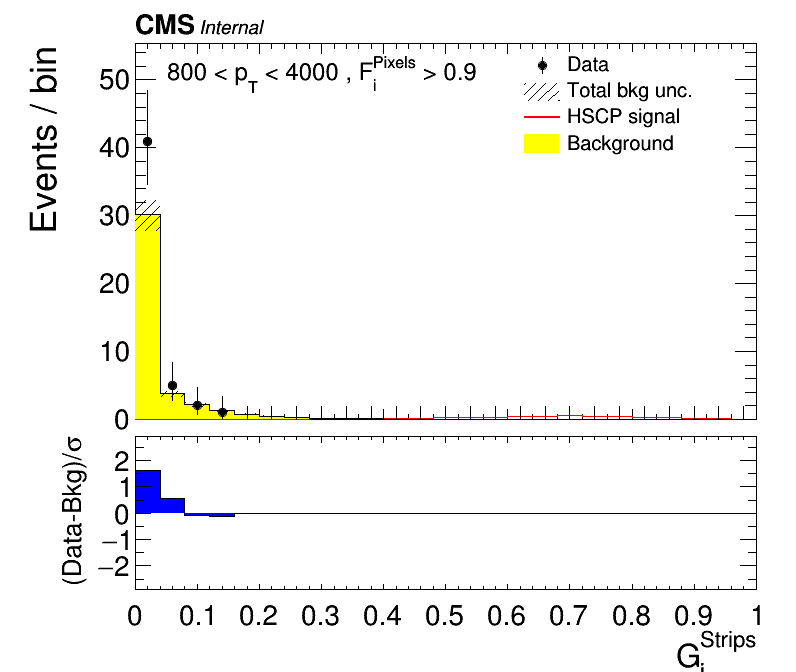 CMS Internal
800 < p_T < 4000 , F_i^Pixels > 0.9
Data
Total bkg unc.
HSCP signal
Background
Events / bin
50
40
30
20
10
0
(Data-Bkg)/σ
2
1
0
−1
−2
0 0.1 0.2 0.3 0.4 0.5 0.6 0.7 0.8 0.9 1
G_i^Strips